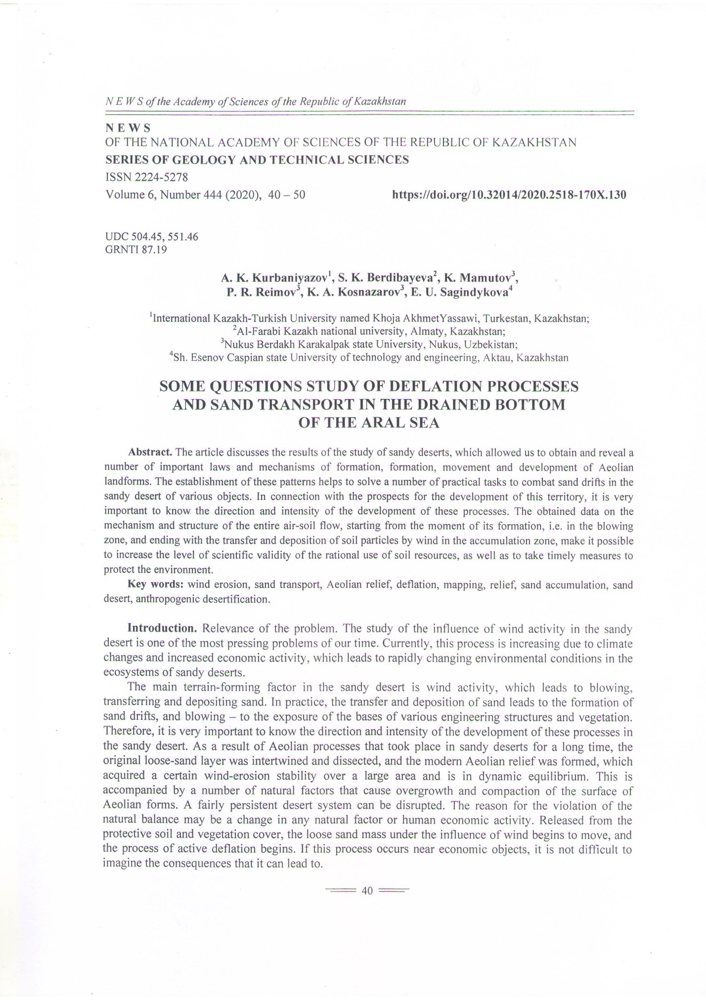 N E W S of the Academy of Sciences of the Republic of Kazakhstan
N E W S
OF THE NATIONAL ACADEMY OF SCIENCES OF THE REPUBLIC OF KAZAKHSTAN
SERIES OF GEOLOGY AND TECHNICAL SCIENCES
ISSN 2224-5278
Volume 6, Number 444 (2020), 40 – 50 https://doi.org/10.32014/2020.2518-170X.130
UDC 504.45, 551.46
GRNTI 87.19
A. K. Kurbaniyazov¹, S. K. Berdibayeva², K. Mamutov³,
P. R. Reimov³, K. A. Kosnazarov³, E. U. Sagindykova⁴
¹International Kazakh-Turkish University named Khoja AkhmetYassawi, Turkestan, Kazakhstan;
²Al-Farabi Kazakh national university, Almaty, Kazakhstan;
³Nukus Berdakh Karakalpak state University, Nukus, Uzbekistan;
⁴Sh. Esenov Caspian state University of technology and engineering, Aktau, Kazakhstan
SOME QUESTIONS STUDY OF DEFLATION PROCESSES
AND SAND TRANSPORT IN THE DRAINED BOTTOM
OF THE ARAL SEA
Abstract. The article discusses the results of the study of sandy deserts, which allowed us to obtain and reveal a
number of important laws and mechanisms of formation, formation, movement and development of Aeolian
landforms. The establishment of these patterns helps to solve a number of practical tasks to combat sand drifts in the
sandy desert of various objects. In connection with the prospects for the development of this territory, it is very
important to know the direction and intensity of the development of these processes. The obtained data on the
mechanism and structure of the entire air-soil flow, starting from the moment of its formation, i.e. in the blowing
zone, and ending with the transfer and deposition of soil particles by wind in the accumulation zone, make it possible
to increase the level of scientific validity of the rational use of soil resources, as well as to take timely measures to
protect the environment.
Key words: wind erosion, sand transport, Aeolian relief, deflation, mapping, relief, sand accumulation, sand
desert, anthropogenic desertification.
Introduction. Relevance of the problem. The study of the influence of wind activity in the sandy
desert is one of the most pressing problems of our time. Currently, this process is increasing due to climate
changes and increased economic activity, which leads to rapidly changing environmental conditions in the
ecosystems of sandy deserts.
The main terrain-forming factor in the sandy desert is wind activity, which leads to blowing,
transferring and depositing sand. In practice, the transfer and deposition of sand leads to the formation of
sand drifts, and blowing – to the exposure of the bases of various engineering structures and vegetation.
Therefore, it is very important to know the direction and intensity of the development of these processes in
the sandy desert. As a result of Aeolian processes that took place in sandy deserts for a long time, the
original loose-sand layer was intertwined and dissected, and the modern Aeolian relief was formed, which
acquired a certain wind-erosion stability over a large area and is in dynamic equilibrium. This is
accompanied by a number of natural factors that cause overgrowth and compaction of the surface of
Aeolian forms. A fairly persistent desert system can be disrupted. The reason for the violation of the
natural balance may be a change in any natural factor or human economic activity. Released from the
protective soil and vegetation cover, the loose sand mass under the influence of wind begins to move, and
the process of active deflation begins. If this process occurs near economic objects, it is not difficult to
imagine the consequences that it can lead to.
40